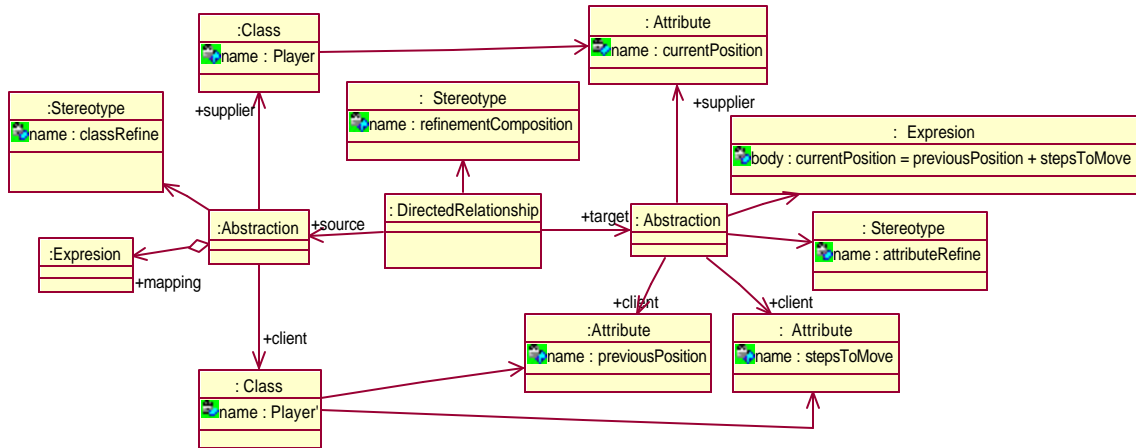 :Class
name : Player
: Attribute
name : currentPosition
+supplier
+supplier
:Stereotype
name : classRefine
: Stereotype
name : refinementComposition
: Expresion
body : currentPosition = previousPosition + stepsToMove
:Abstraction
+source
: DirectedRelationship
+target
: Abstraction
: Stereotype
name : attributeRefine
:Expresion
+mapping
+client
+client
+client
:Attribute
name : previousPosition
: Attribute
name : stepsToMove
: Class
name : Player'